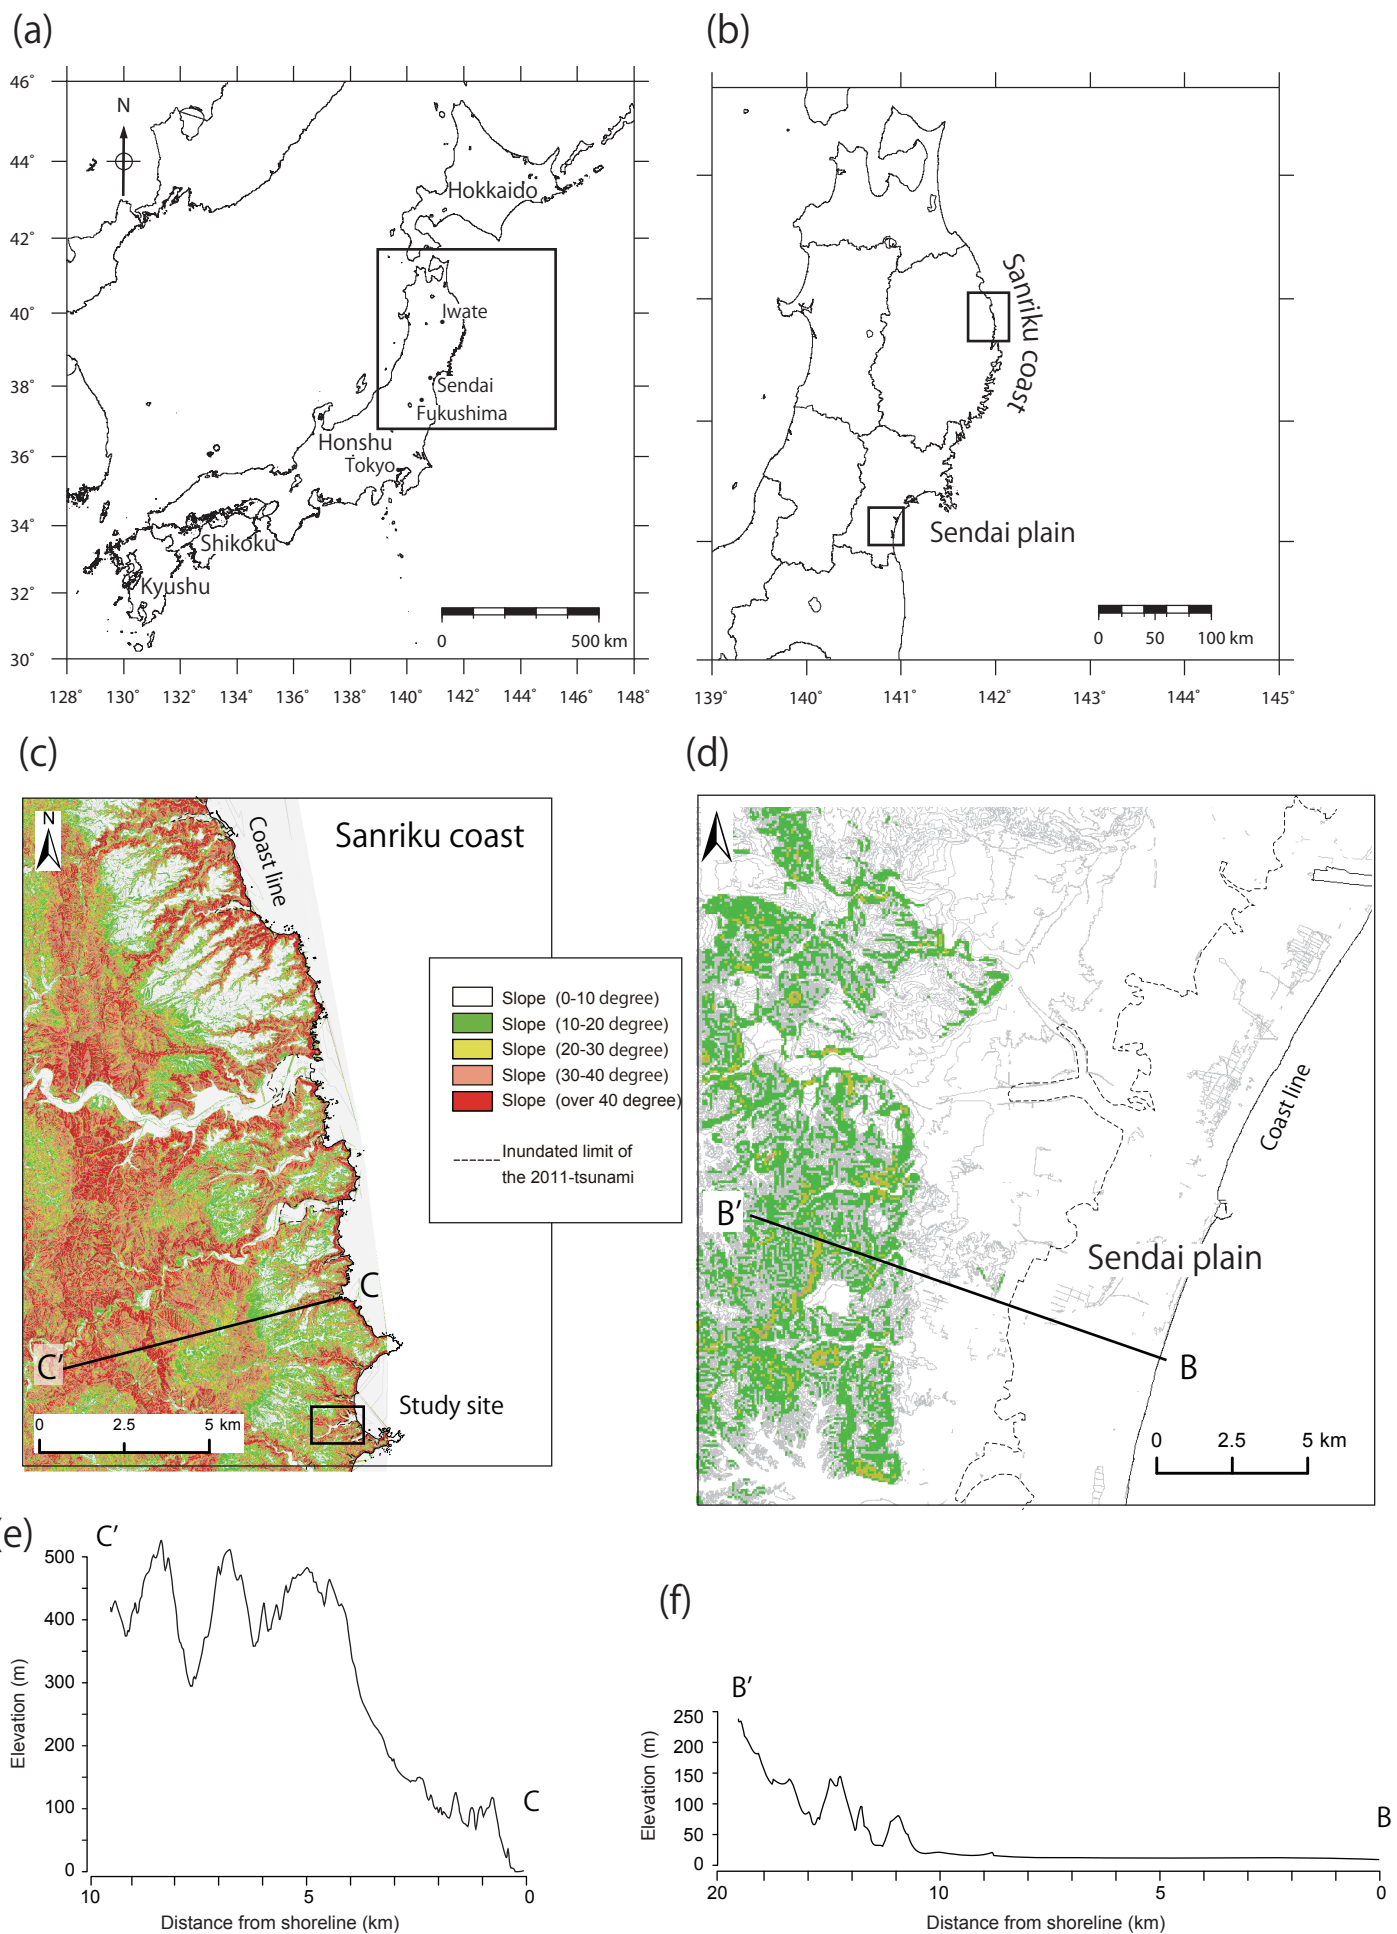 (a)
46°
44°
42°
40°
38°
36°
34°
32°
30°
N
Hokkaido
Iwate
Sendai
Fukushima
Honshu
Tokyo
Shikoku
Kyushu
0 500 km
128° 130° 132° 134° 136° 138° 140° 142° 144° 146° 148°
(b)
Sanriku coast
Sendai plain
0 50 100 km
139° 140° 141° 142° 143° 144° 145°
(c)
N
Sanriku coast
Coast line
C
C'
Study site
0 2.5 5 km
Slope (0-10 degree)
Slope (10-20 degree)
Slope (20-30 degree)
Slope (30-40 degree)
Slope (over 40 degree)
Inundated limit of
the 2011-tsunami
(d)
Coast line
B'
Sendai plain
B
0 2.5 5 km
(e)
C'
500
400
300
200
100
0
Elevation (m)
C
10 5 0
Distance from shoreline (km)
(f)
B'
250
200
150
100
50
0
Elevation (m)
B
20 10 5 0
Distance from shoreline (km)